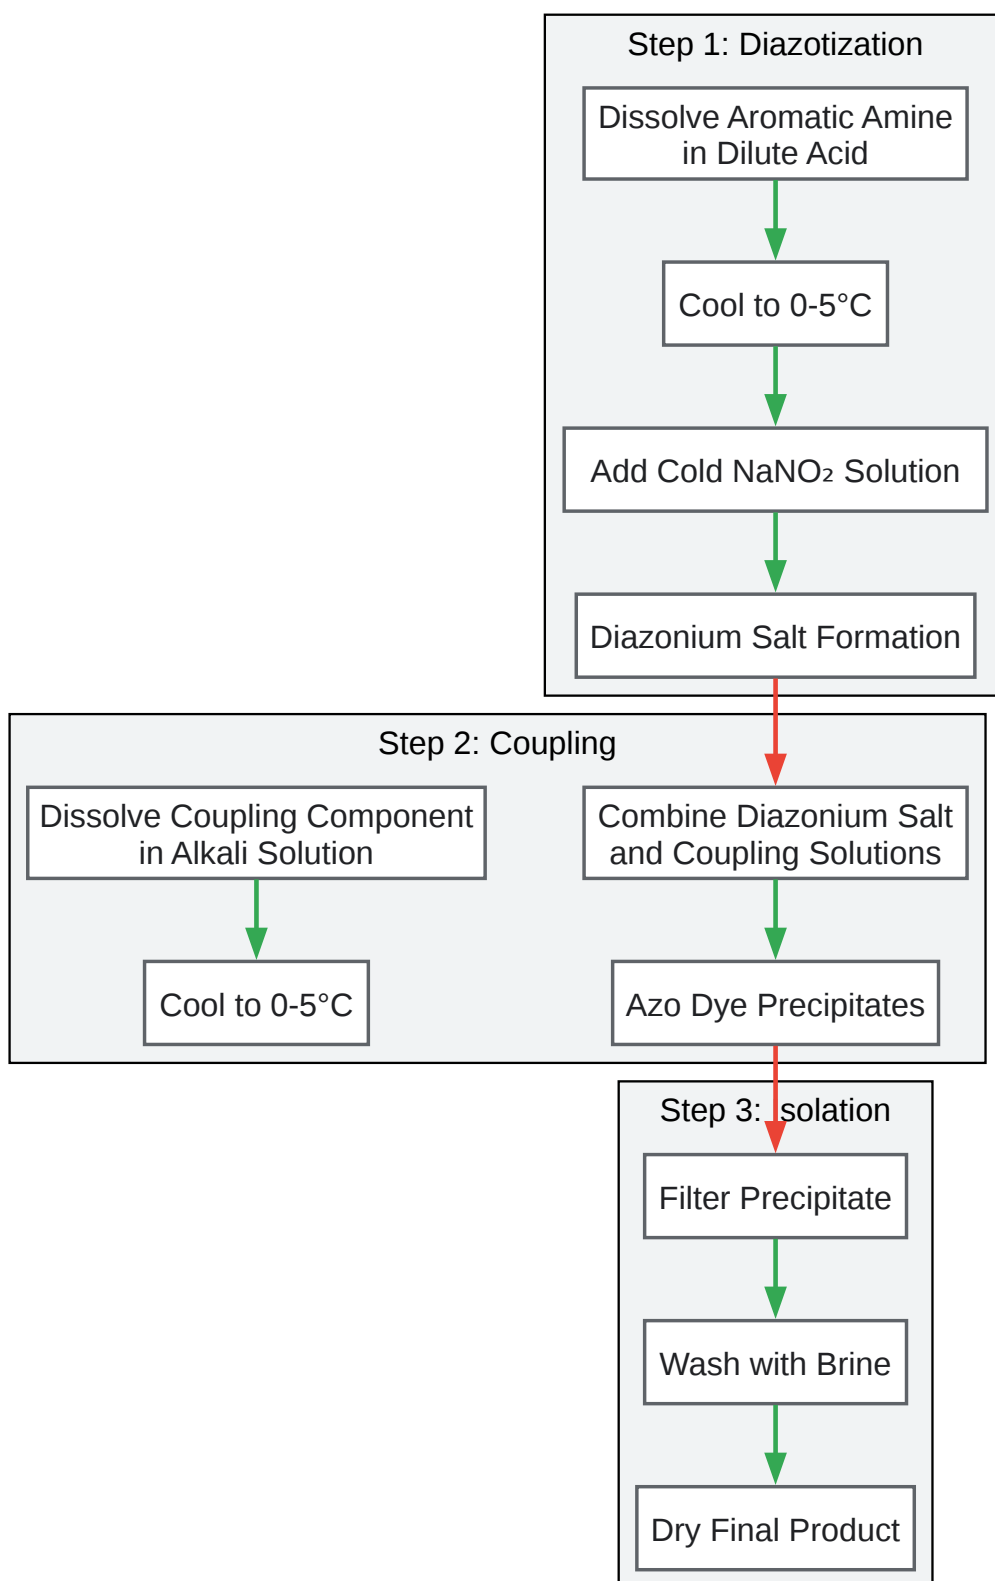 Step 1: Diazotization
Dissolve Aromatic Amine
in Dilute Acid
Cool to 0-5°C
Add Cold NaNO₂ Solution
Diazonium Salt Formation
Step 2: Coupling
Dissolve Coupling Component
in Alkali Solution
Cool to 0-5°C
Combine Diazonium Salt
and Coupling Solutions
Azo Dye Precipitates
Step 3: Isolation
Filter Precipitate
Wash with Brine
Dry Final Product